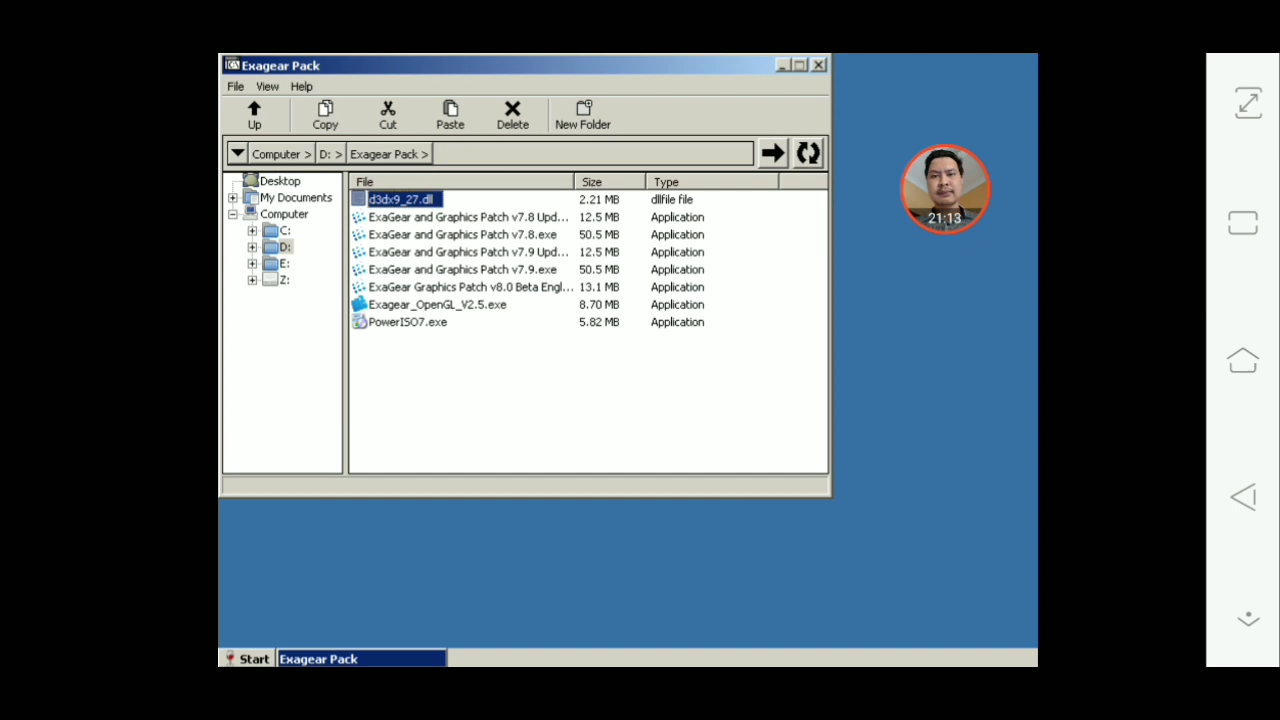 Exagear Pack
File View Help
Up Copy Cut Paste Delete New Folder
Computer > D: > Exagear Pack >
Desktop
My Documents
Computer
C:
D:
E:
Z:
File Size Type
d3dx9_27.dll 2.21 MB dllfile file
ExaGear and Graphics Patch v7.8 Upd... 12.5 MB Application
ExaGear and Graphics Patch v7.8.exe 50.5 MB Application
ExaGear and Graphics Patch v7.9 Upd... 12.5 MB Application
ExaGear and Graphics Patch v7.9.exe 50.5 MB Application
ExaGear Graphics Patch v8.0 Beta Engl... 13.1 MB Application
Exagear_OpenGL_V2.5.exe 8.70 MB Application
PowerISO7.exe 5.82 MB Application
21:13
Start Exagear Pack